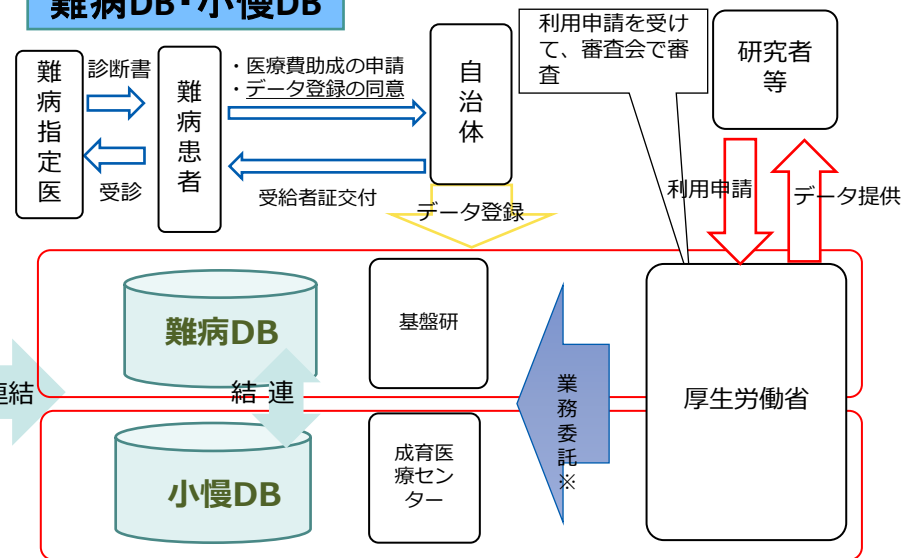 難病DB・小慢DB
難病指定医
診断書
受診
難病患者
・医療費助成の申請
・データ登録の同意
受給者証交付
自治体
利用申請を受け
て、審査会で審
査
研究者
等
利用申請
データ提供
データ登録
難病DB
基盤研
連結
結 連
業務委託※
厚生労働省
小慢DB
成育医
療セン
ター